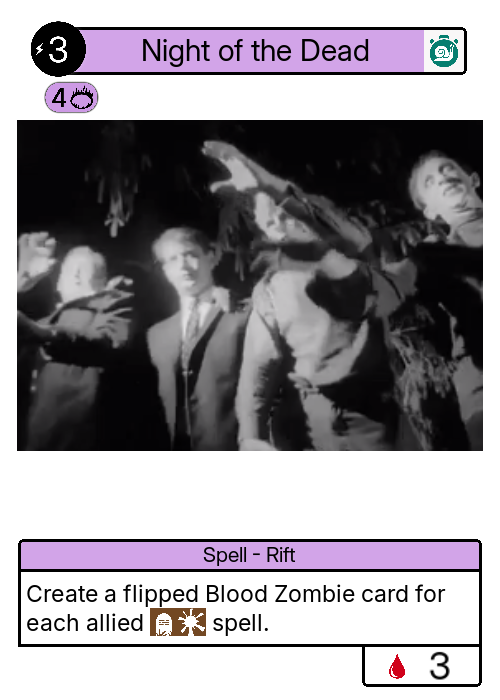 3
Night of the Dead
4
Spell - Rift
Create a flipped Blood Zombie card for
each allied spell.
3